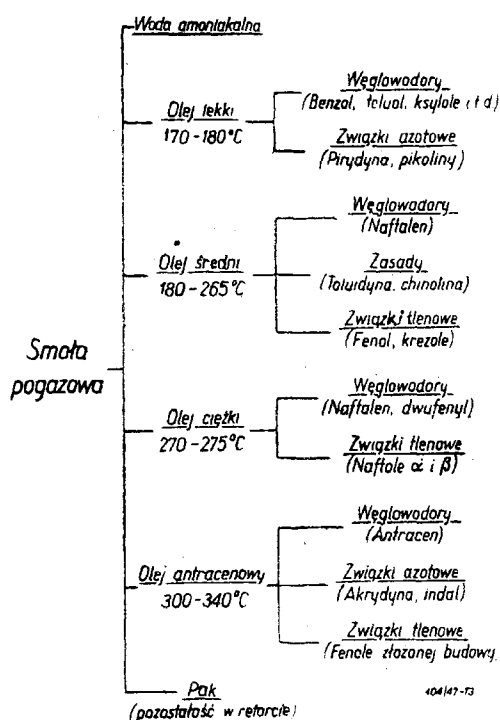 Woda amoniakalna
Olej lekki
170-180°C
Węglowodory
(Benzol, toluol, ksylole i t d.)
Związki azotowe
(Pirydyna, pikoliny)
Olej średni
180-265°C
Węglowodory
(Naftalen)
Zasady
(Toluidyna, chinolina)
Związki tlenowe
(Fenol, krezole)
Smoła
pogazowa
Olej ciężki
270-275°C
Węglowodory
(Naftalen, dwufenyl)
Związki tlenowe
(Naftole α i β)
Olej antracenowy
300-340°C
Węglowodory
(Antracen)
Związki azotowe
(Akrydyna, indol)
Związki tlenowe
(Fenole złożonej budowy)
Pak
(pozostałość w retorcie)
404/47-T3